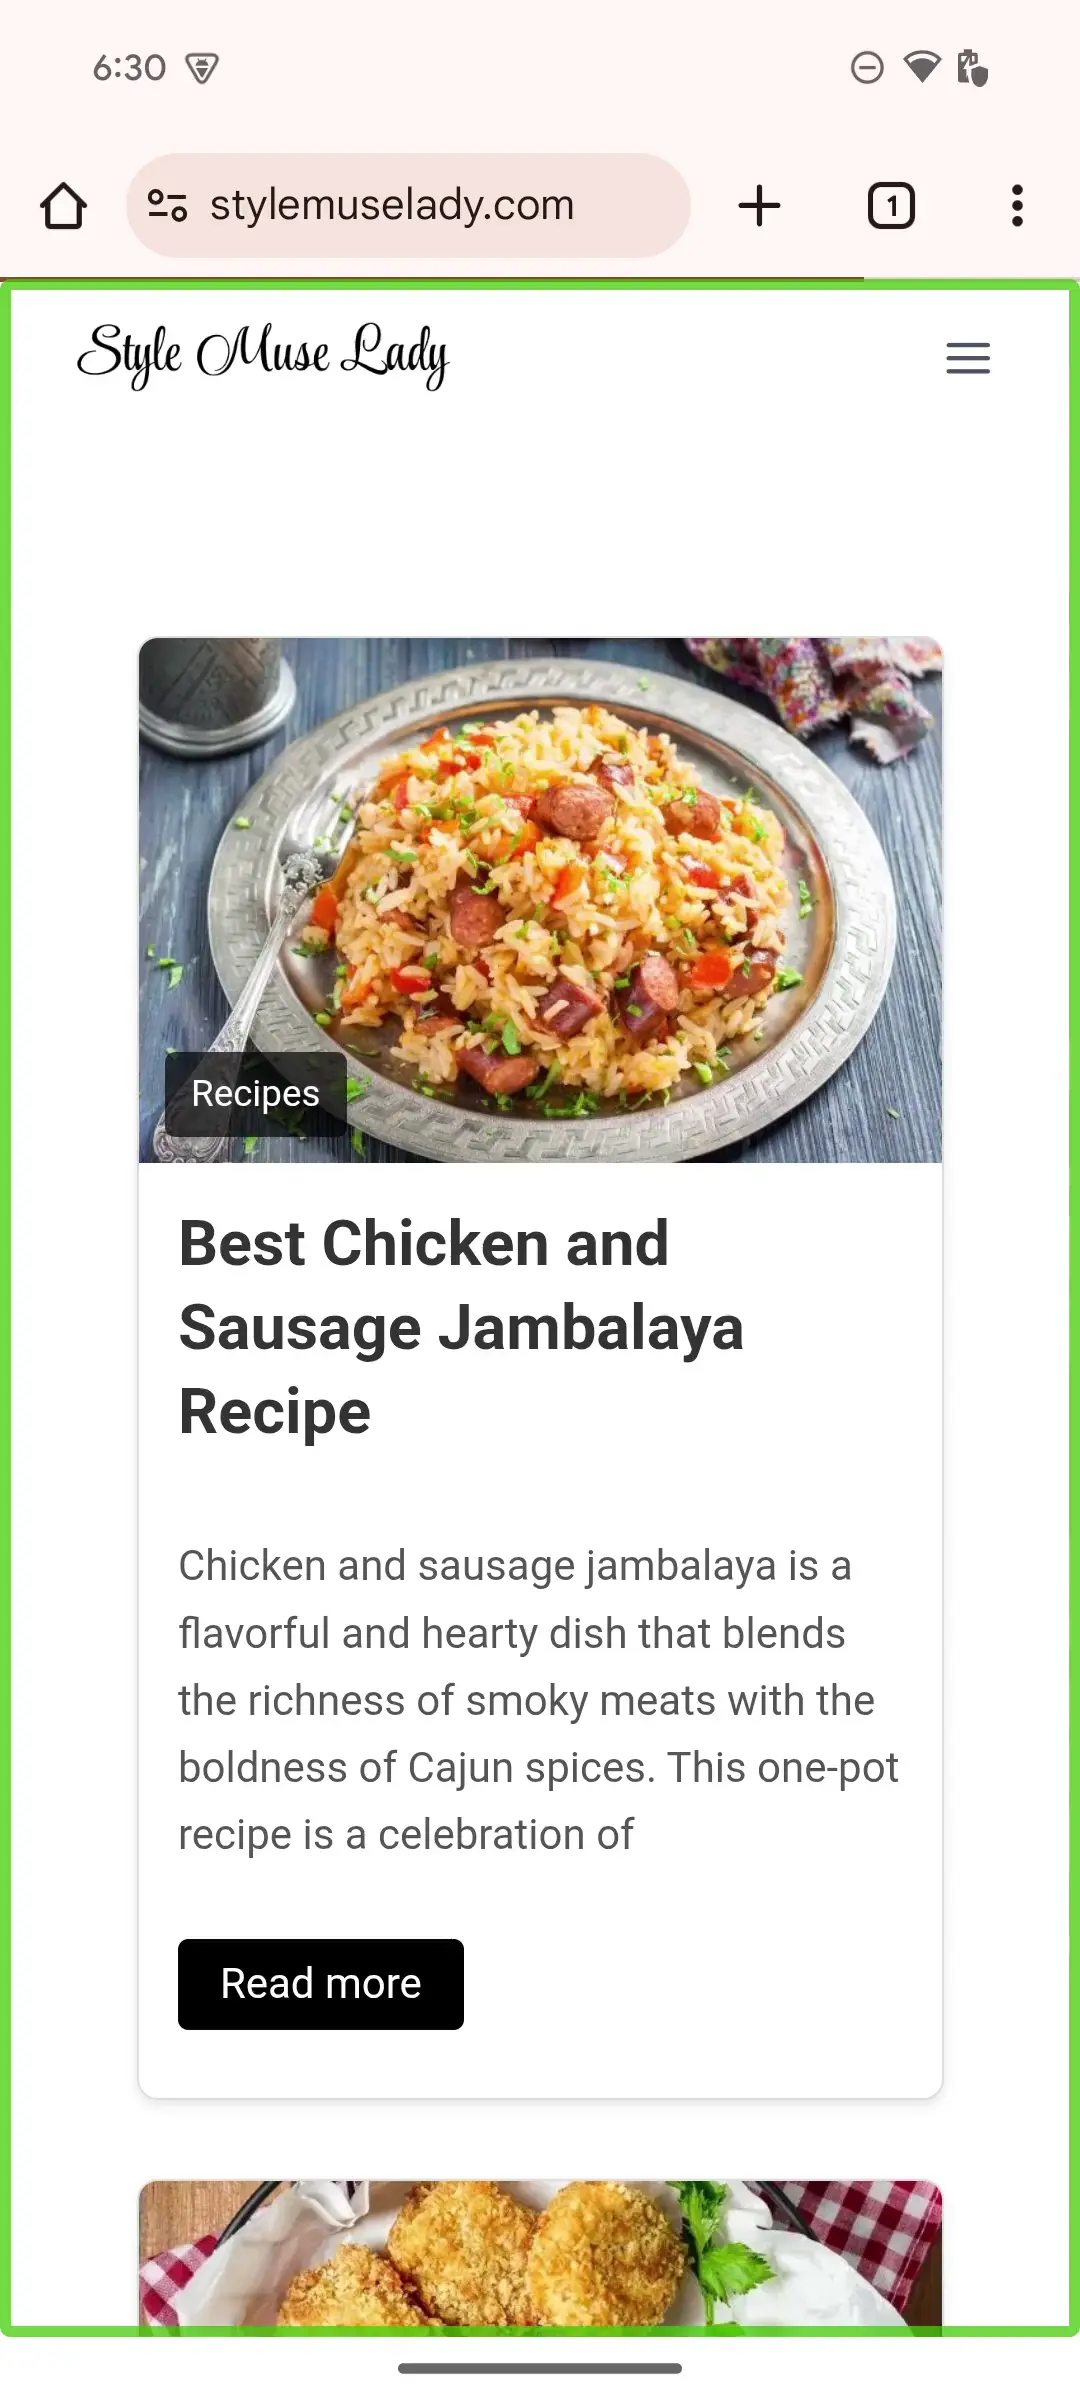 6:30
stylemuselady.com
1
Style Muse Lady
Recipes
Best Chicken and
Sausage Jambalaya
Recipe
Chicken and sausage jambalaya is a
flavorful and hearty dish that blends
the richness of smoky meats with the
boldness of Cajun spices. This one-pot
recipe is a celebration of
Read more